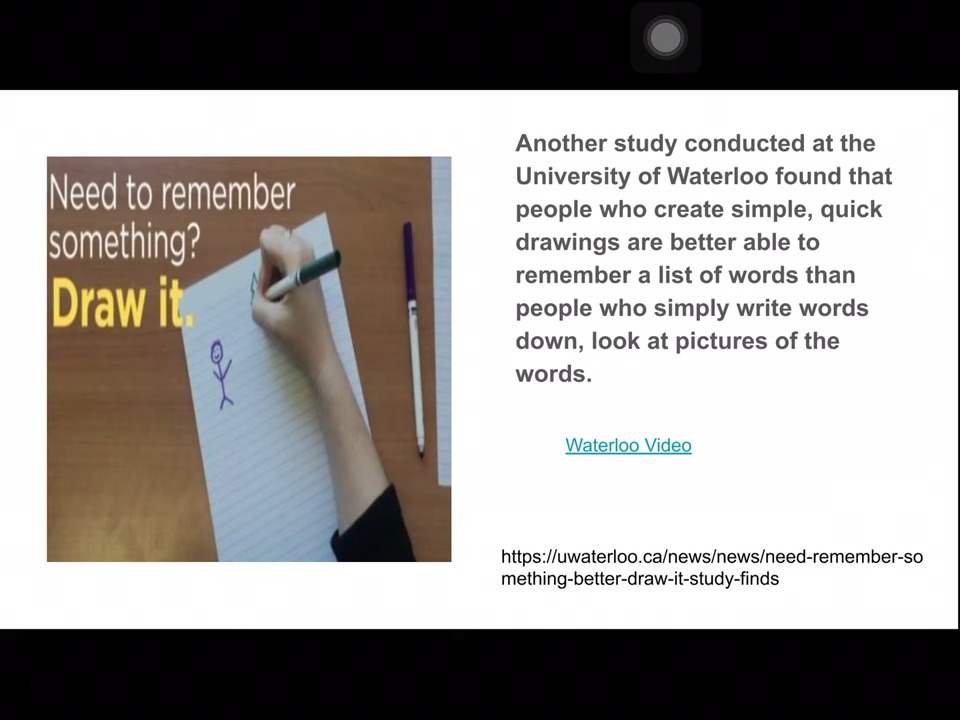 Need to remember
something?
Draw it.
Another study conducted at the
University of Waterloo found that
people who create simple, quick
drawings are better able to
remember a list of words than
people who simply write words
down, look at pictures of the
words.
Waterloo Video
https://uwaterloo.ca/news/news/need-remember-so
mething-better-draw-it-study-finds